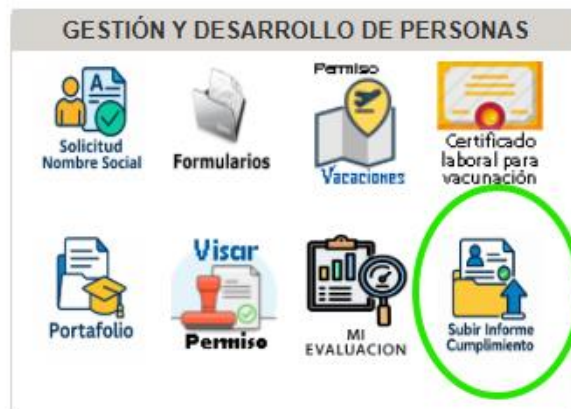 GESTIÓN Y DESARROLLO DE PERSONAS
Solicitud
Nombre Social
Formularios
Permiso
Vacaciones
Certificado
laboral para
vacunación
Portafolio
Visar
Permiso
MI
EVALUACION
Subir Informe
Cumplimiento